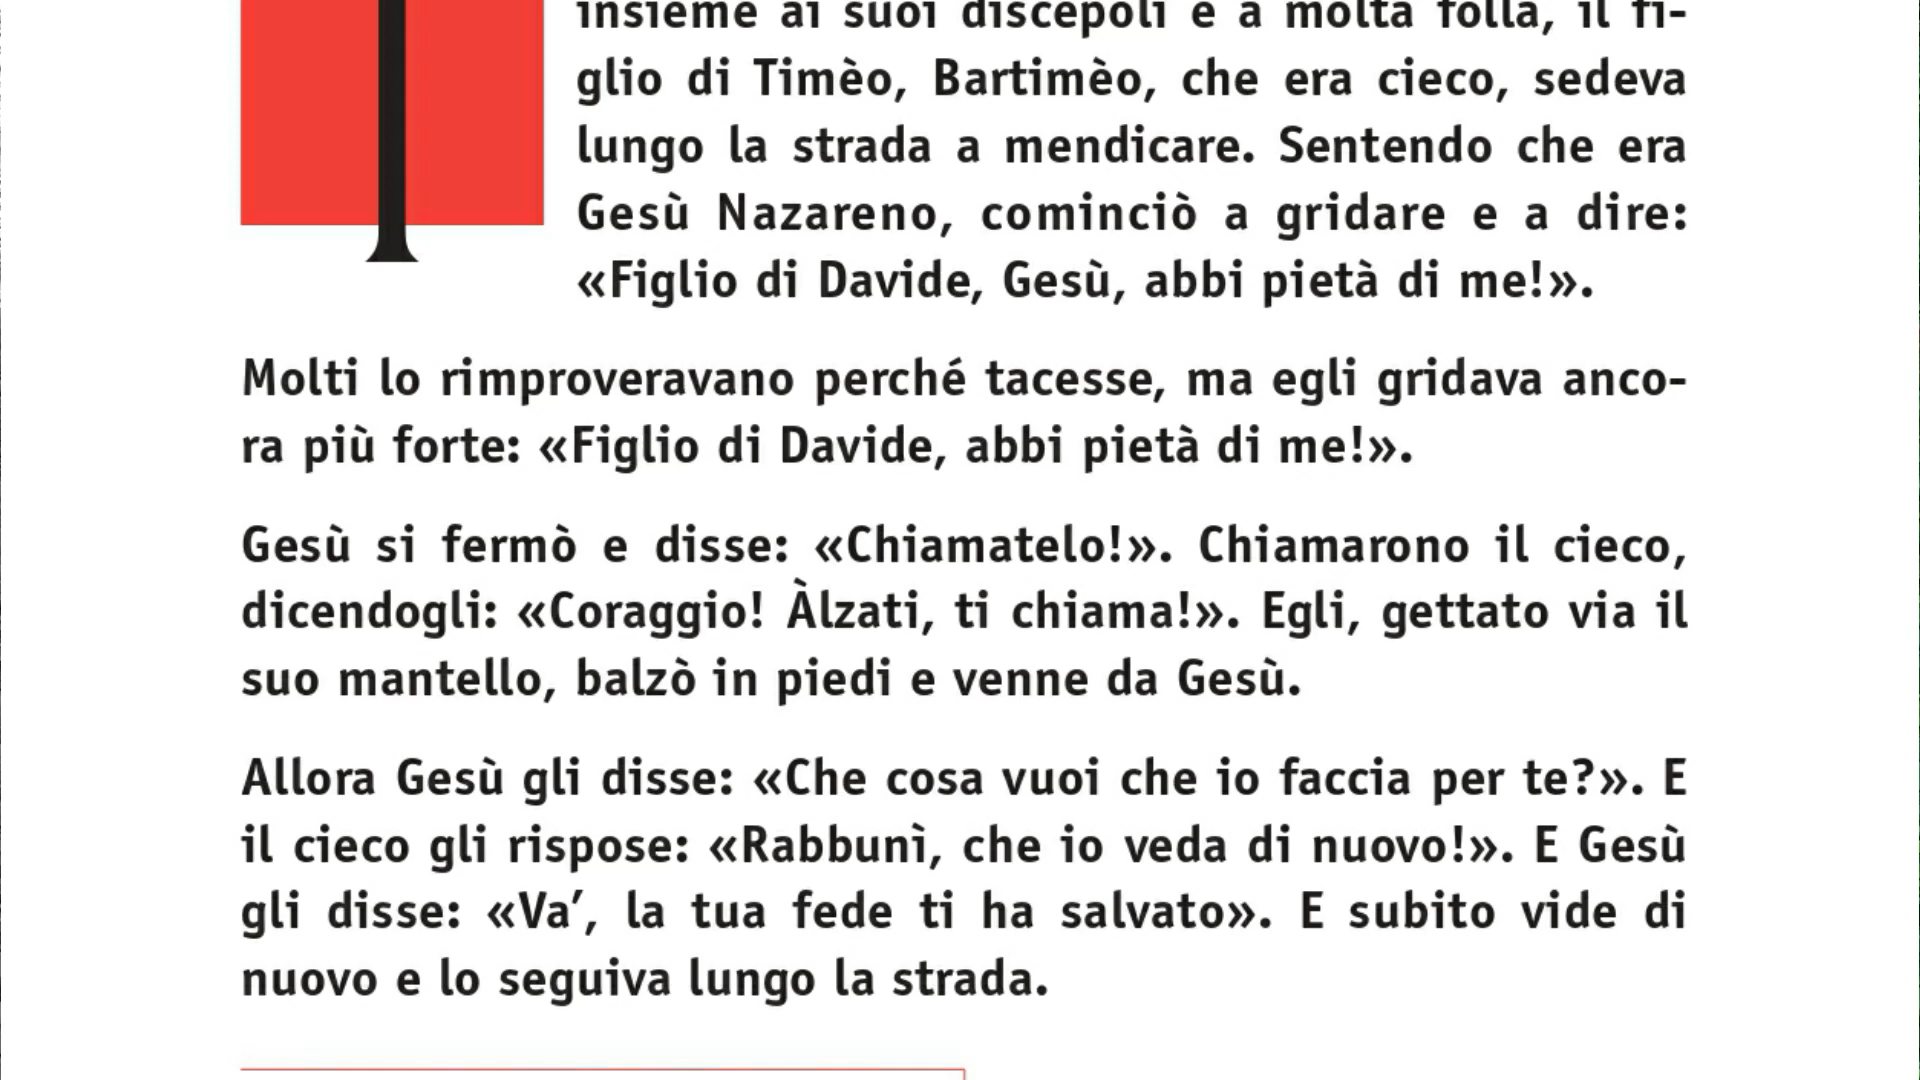 insieme ai suoi discepoli e a molta folla, il fi-
glio di Timèo, Bartimèo, che era cieco, sedeva
lungo la strada a mendicare. Sentendo che era
Gesù Nazareno, cominciò a gridare e a dire:
«Figlio di Davide, Gesù, abbi pietà di me!».
Molti lo rimproveravano perché tacesse, ma egli gridava anco-
ra più forte: «Figlio di Davide, abbi pietà di me!».
Gesù si fermò e disse: «Chiamatelo!». Chiamarono il cieco,
dicendogli: «Coraggio! Àlzati, ti chiama!». Egli, gettato via il
suo mantello, balzò in piedi e venne da Gesù.
Allora Gesù gli disse: «Che cosa vuoi che io faccia per te?». E
il cieco gli rispose: «Rabbunì, che io veda di nuovo!». E Gesù
gli disse: «Va’, la tua fede ti ha salvato». E subito vide di
nuovo e lo seguiva lungo la strada.